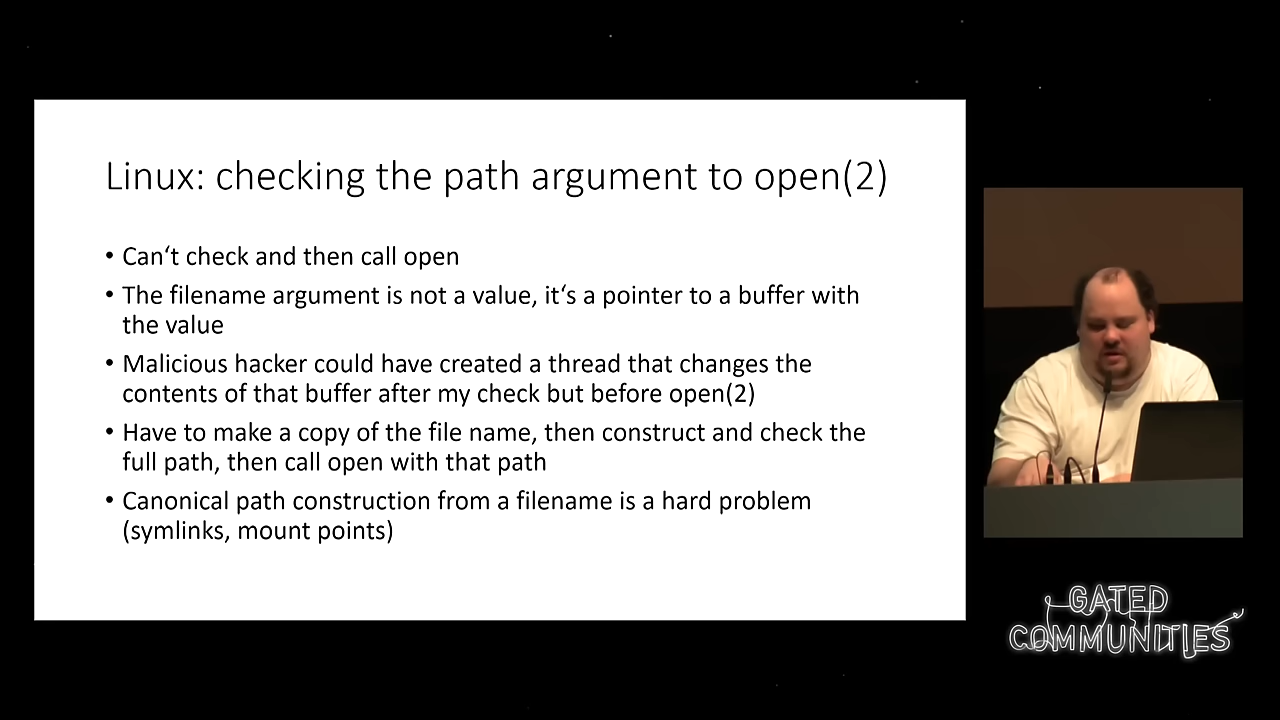 Linux: checking the path argument to open(2)
• Can‘t check and then call open
• The filename argument is not a value, it‘s a pointer to a buffer with
the value
• Malicious hacker could have created a thread that changes the
contents of that buffer after my check but before open(2)
• Have to make a copy of the file name, then construct and check the
full path, then call open with that path
• Canonical path construction from a filename is a hard problem
(symlinks, mount points)
GATED
COMMUNITIES